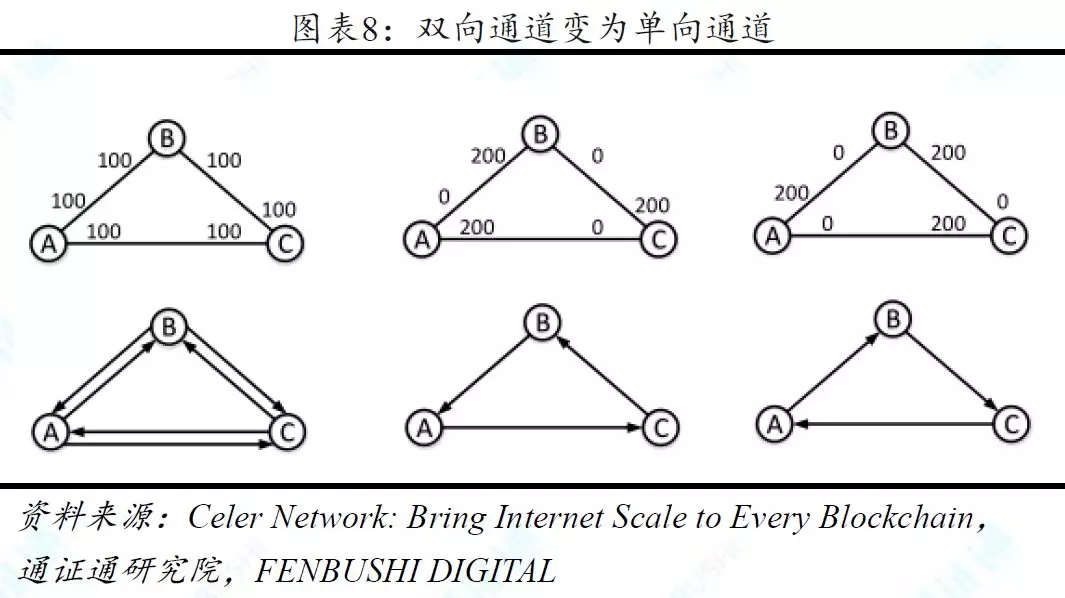 图表8：双向通道变为单向通道
B B B
100 100 200 0 0 200
100 100 0 200 200 0
A 100 100 C A 200 0 C A 0 200 C
B B B
A C A C A C
资料来源：Celer Network: Bring Internet Scale to Every Blockchain，
通证通研究院，FENBUSHI DIGITAL